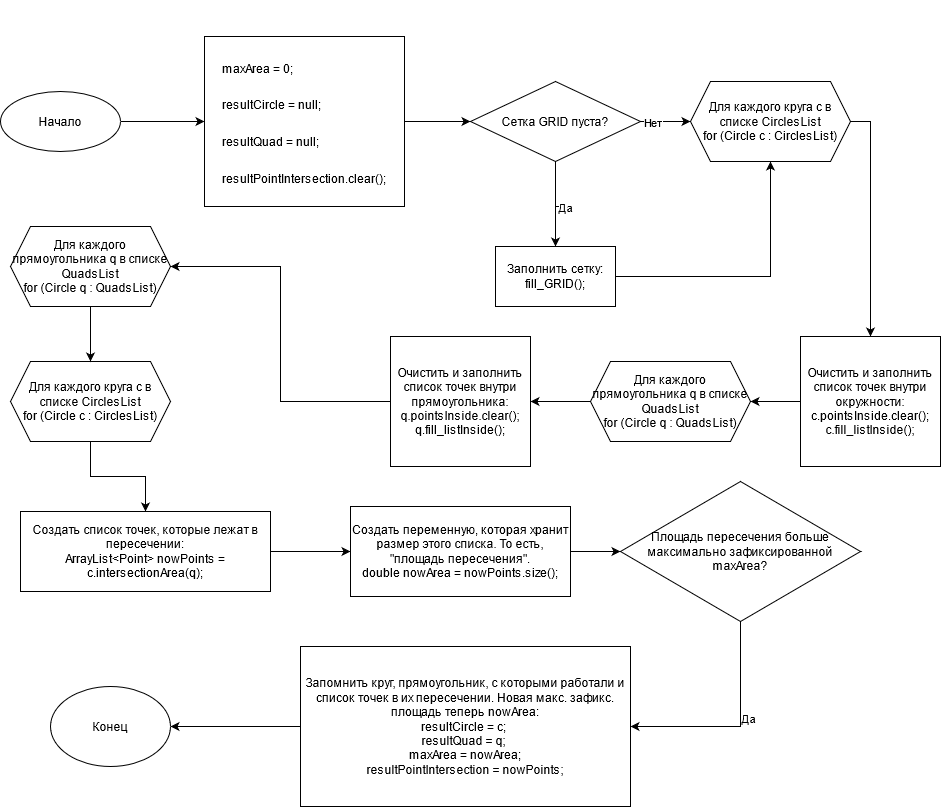 Начало
maxArea = 0;
resultCircle = null;
resultQuad = null;
resultPointIntersection.clear();
Сетка GRID пуста?
Нет
Да
Для каждого круга c в
списке CirclesList
for (Circle c : CirclesList)
Заполнить сетку:
fill_GRID();
Очистить и заполнить
список точек внутри
окружности:
c.pointsInside.clear();
c.fill_listInside();
Для каждого
прямоугольника q в списке
QuadsList
for (Circle q : QuadsList)
Очистить и заполнить
список точек внутри
прямоугольника:
q.pointsInside.clear();
q.fill_listInside();
Для каждого
прямоугольника q в списке
QuadsList
for (Circle q : QuadsList)
Для каждого круга c в
списке CirclesList
for (Circle c : CirclesList)
Создать список точек, которые лежат в
пересечении:
ArrayList<Point> nowPoints =
c.intersectionArea(q);
Создать переменную, которая хранит
размер этого списка. То есть,
"площадь пересечения".
double nowArea = nowPoints.size();
Площадь пересечения больше
максимально зафиксированной
maxArea?
Да
Запомнить круг, прямоугольник, с которыми работали и
список точек в их пересечении. Новая макс. зафикс.
площадь теперь nowArea:
resultCircle = c;
resultQuad = q;
maxArea = nowArea;
resultPointIntersection = nowPoints;
Конец